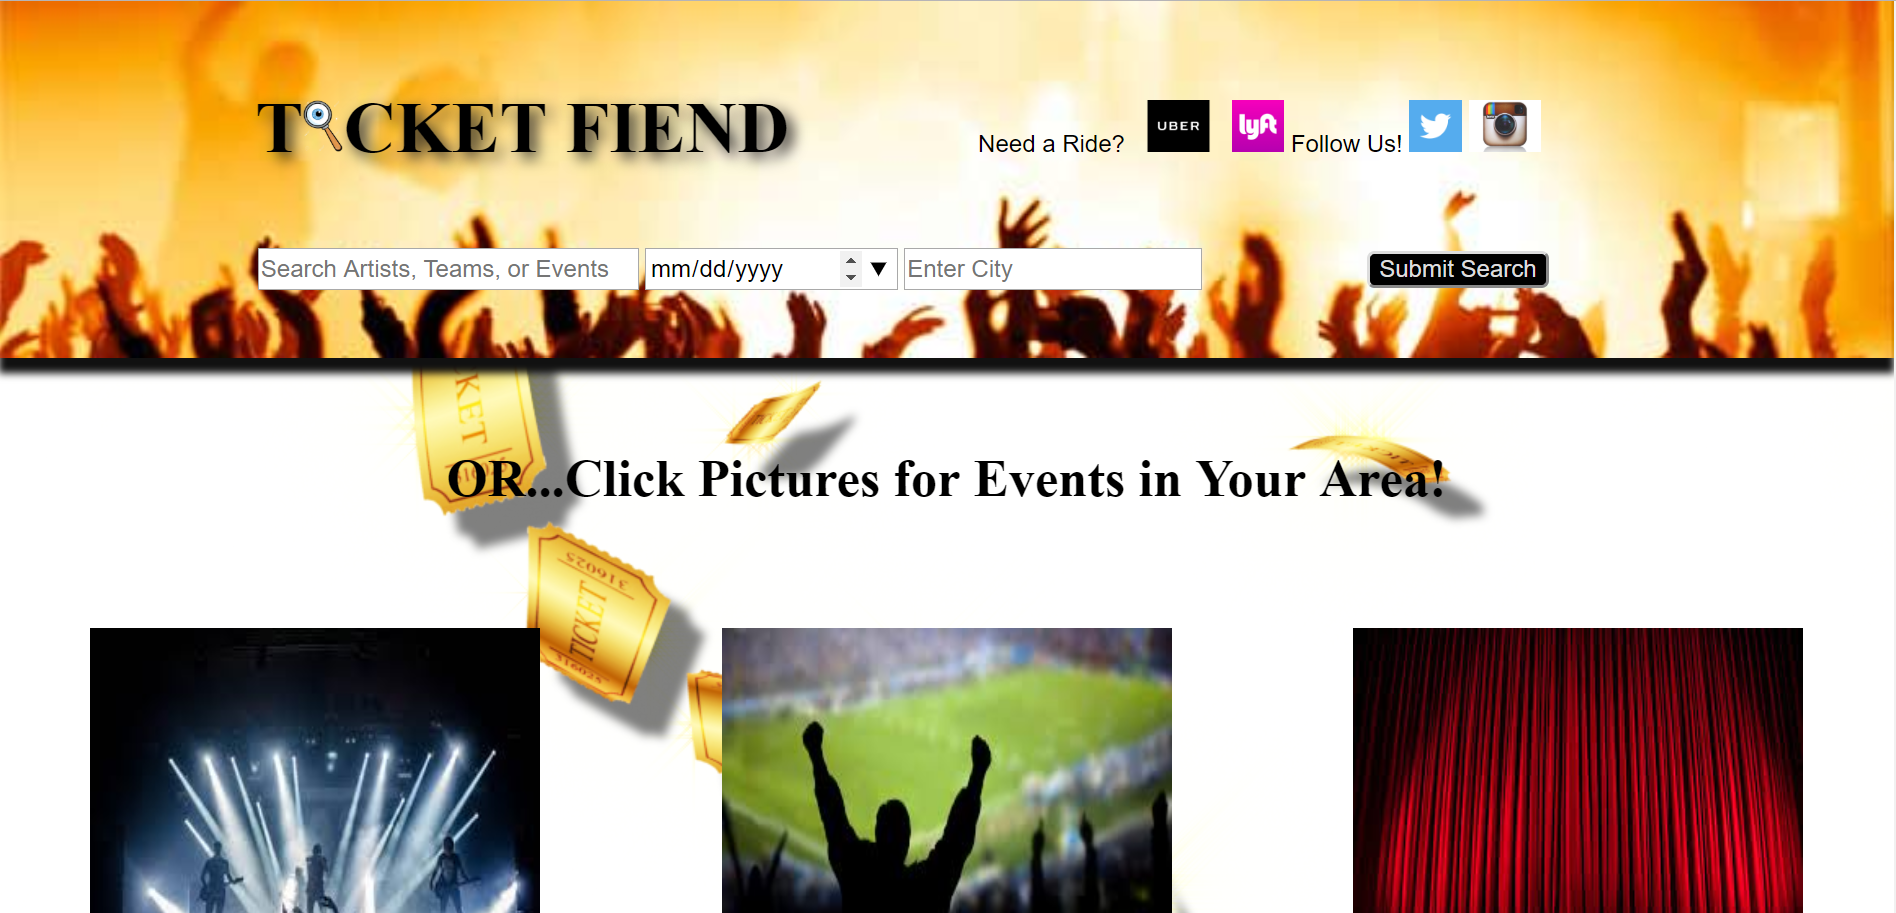 TICKET FIEND
Need a Ride? UBER lyft Follow Us!
Search Artists, Teams, or Events mm/dd/yyyy Enter City Submit Search
KET
OR...Click Pictures for Events in Your Area!
316025
TICKET
316025